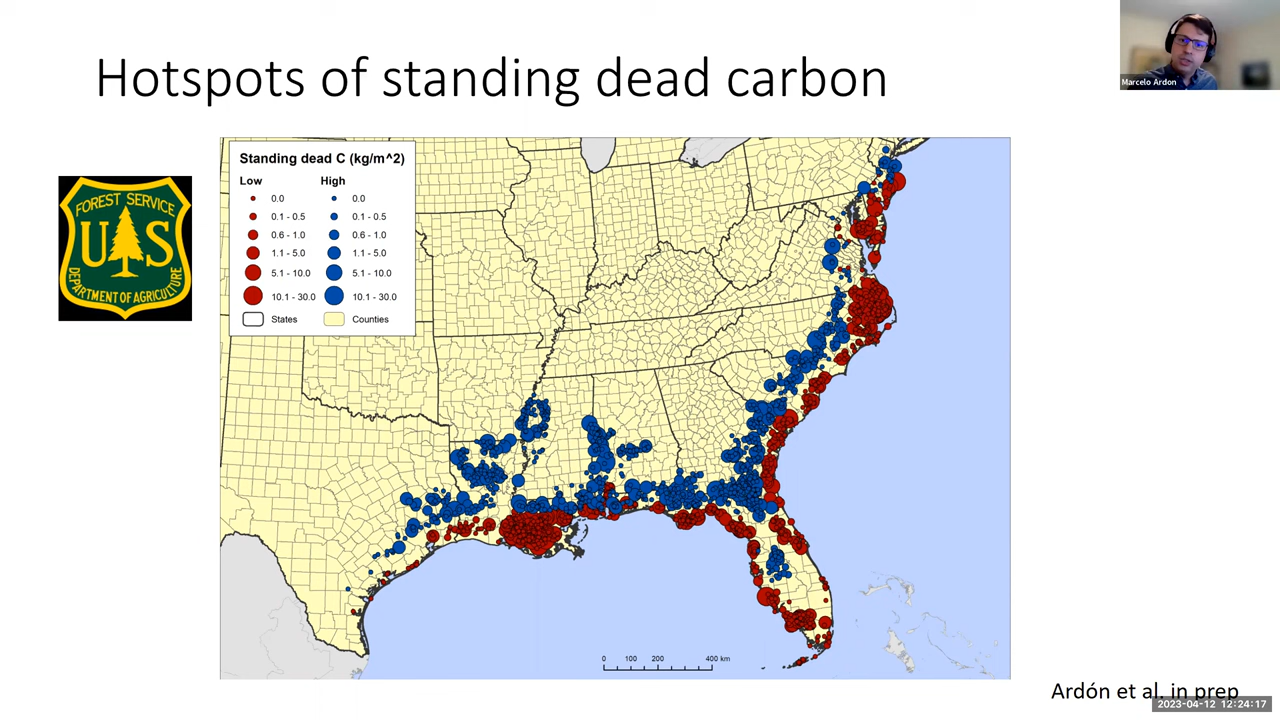 Hotspots of standing dead carbon
Marcelo Ardon
FOREST SERVICE
U S
DEPARTMENT OF AGRICULTURE
Standing dead C (kg/m^2)
Low High
0.0 0.0
0.1 - 0.5 0.1 - 0.5
0.6 - 1.0 0.6 - 1.0
1.1 - 5.0 1.1 - 5.0
5.1 - 10.0 5.1 - 10.0
10.1 - 30.0 10.1 - 30.0
States Counties
0 100 200 400 km
Ardón et al. in prep
2023-04-12 12:24:17